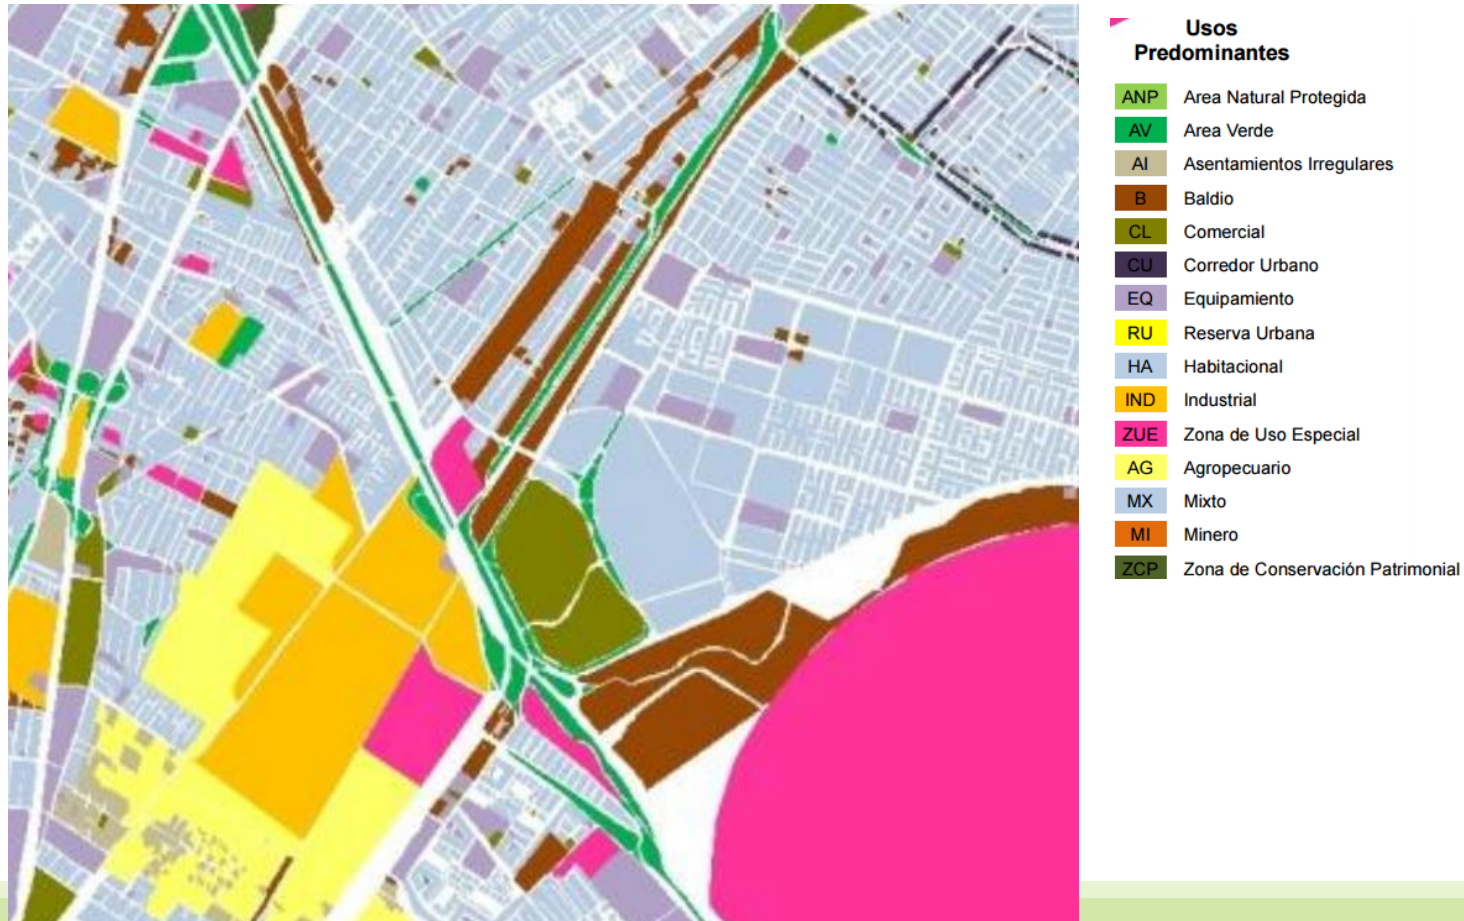 Usos
Predominantes
ANP Area Natural Protegida
AV Area Verde
AI Asentamientos Irregulares
B Baldio
CL Comercial
CU Corredor Urbano
EQ Equipamiento
RU Reserva Urbana
HA Habitacional
IND Industrial
ZUE Zona de Uso Especial
AG Agropecuario
MX Mixto
MI Minero
ZCP Zona de Conservación Patrimonial